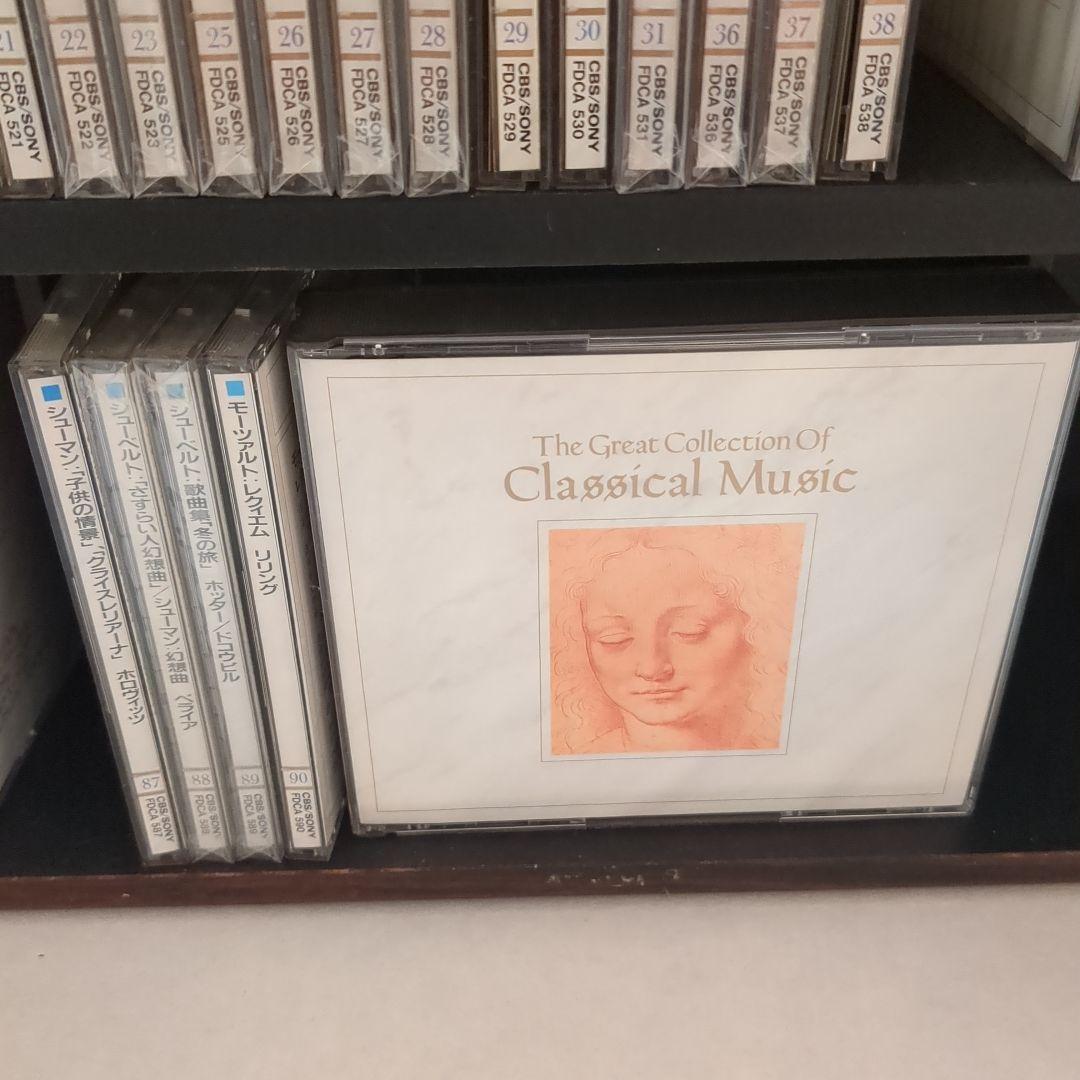 21
CBS/SONY
FDCA 521
22
CBS/SONY
FDCA 522
23
CBS/SONY
FDCA 523
25
CBS/SONY
FDCA 525
26
CBS/SONY
FDCA 526
27
CBS/SONY
FDCA 527
28
CBS/SONY
FDCA 528
29
CBS/SONY
FDCA 529
30
CBS/SONY
FDCA 530
31
CBS/SONY
FDCA 531
36
CBS/SONY
FDCA 536
37
CBS/SONY
FDCA 537
38
CBS/SONY
FDCA 538
シューマン:「子供の情景」、「クライスレリアーナ」 ホロヴィッツ
87
CBS/SONY
FDCA 587
シューベルト:「さすらい人幻想曲」/シューマン:幻想曲 ペライア
88
CBS/SONY
FDCA 588
シューベルト:歌曲集「冬の旅」 ホッター/ドコウピル
89
CBS/SONY
FDCA 589
モーツァルト:レクィエム リリング
90
CBS/SONY
FDCA 590
The Great Collection Of
Classical Music